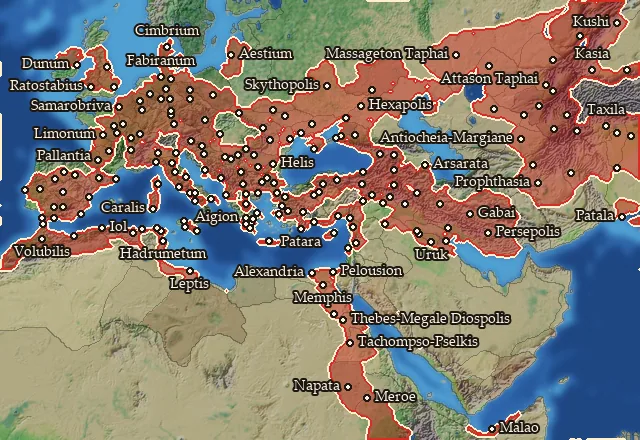 Kushi
Cimbrium
Dunum
Fabiranum
Aestium
Massageton Taphai
Kasia
Ratostabius
Skythopolis
Attason Taphai
Samarobriva
Hexapolis
Taxila
Limonum
Antiocheia-Margiane
Pallantia
Helis
Arsarata
Prophthasia
Caralis
Aigion
Gabai
Patala
Volubilis
Iol
Patara
Persepolis
Hadrumetum
Uruk
Leptis
Alexandria
Pelousion
Memphis
Thebes-Megale Diospolis
Tachompso-Pselkis
Napata
Meroe
Malao